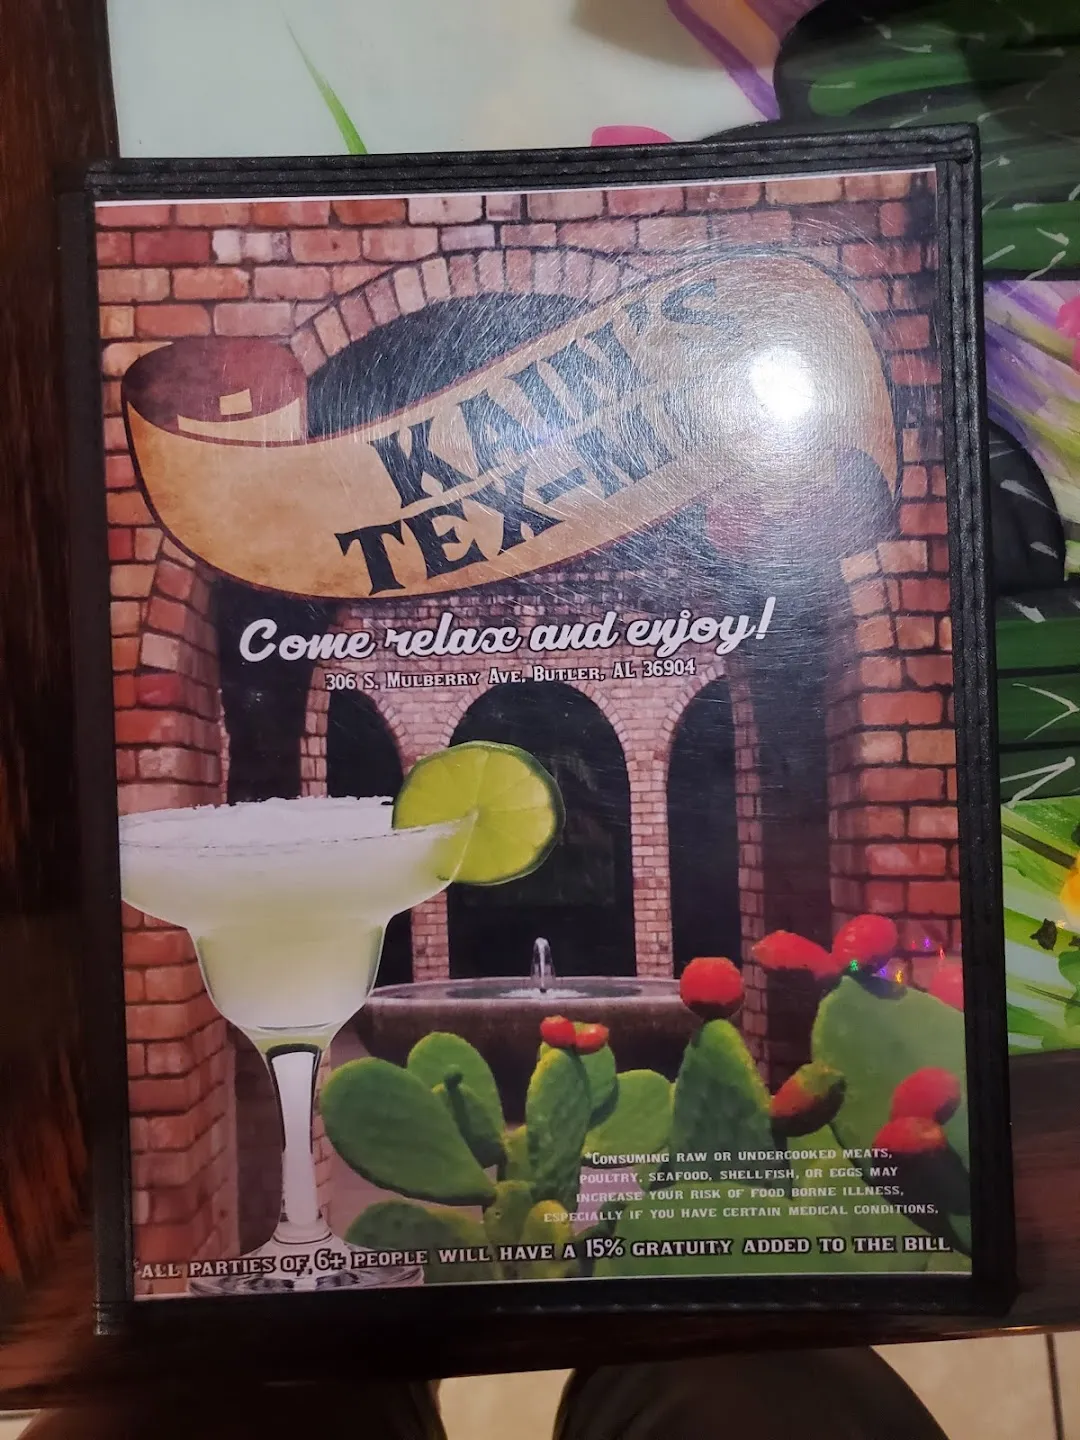 KAIN'S
TEX-M
Come relax and enjoy!
306 S. Mulberry Ave. Butler, AL 36904
*Consuming raw or undercooked meats,
poultry, seafood, shellfish, or eggs may
increase your risk of food borne illness,
especially if you have certain medical conditions.
*All parties of 6+ people will have a 15% gratuity added to the bill